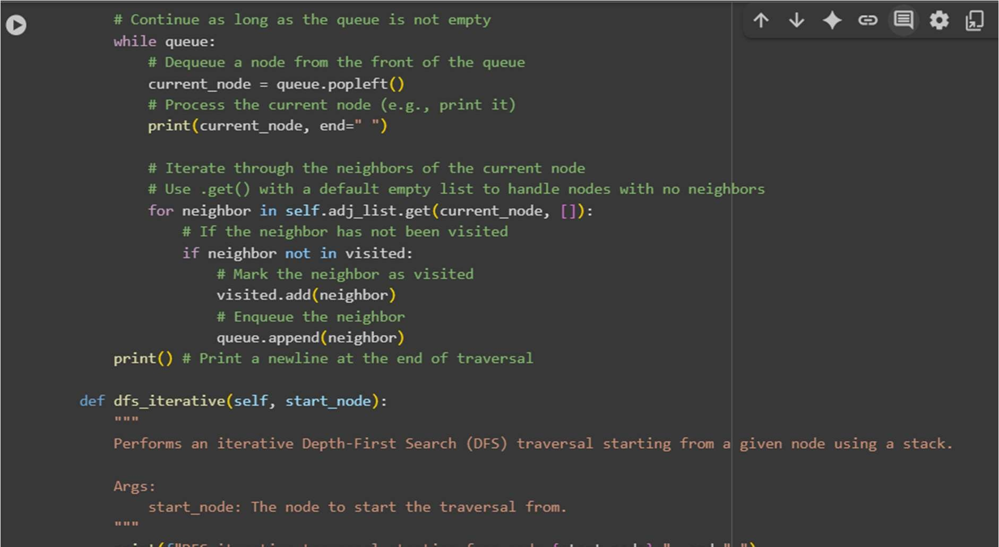 # Continue as long as the queue is not empty
while queue:
# Dequeue a node from the front of the queue
current_node = queue.popleft()
# Process the current node (e.g., print it)
print(current_node, end=" ")
# Iterate through the neighbors of the current node
# Use .get() with a default empty list to handle nodes with no neighbors
for neighbor in self.adj_list.get(current_node, []):
# If the neighbor has not been visited
if neighbor not in visited:
# Mark the neighbor as visited
visited.add(neighbor)
# Enqueue the neighbor
queue.append(neighbor)
print() # Print a newline at the end of traversal
def dfs_iterative(self, start_node):
"""
Performs an iterative Depth-First Search (DFS) traversal starting from a given node using a stack.
Args:
start_node: The node to start the traversal from.
"""